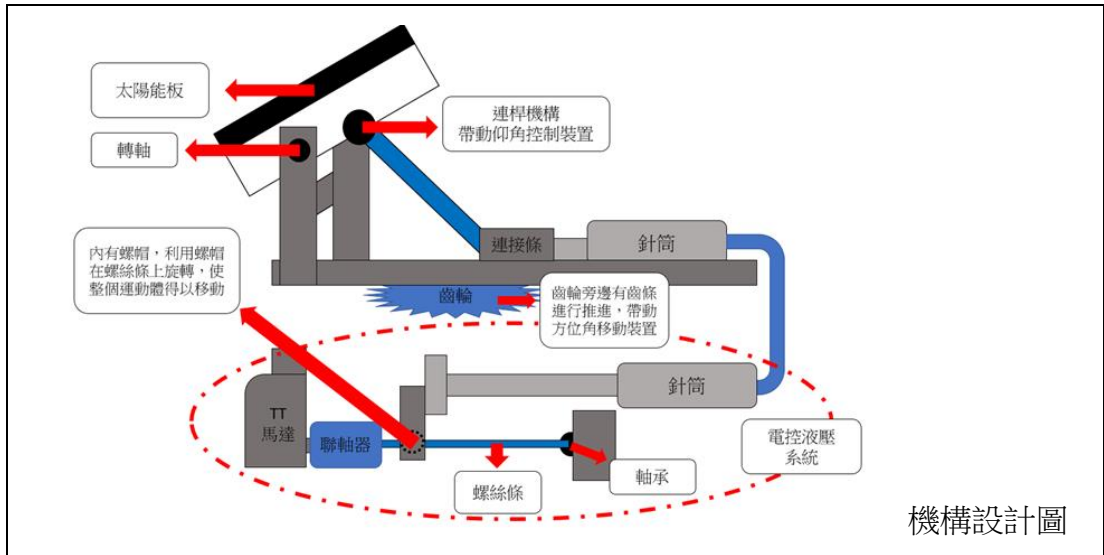 太陽能板
轉軸
連桿機構
帶動仰角控制裝置
內有螺帽,利用螺帽
在螺絲條上旋轉,使
整個運動體得以移動
連接條
針筒
齒輪
齒輪旁邊有齒條
進行推進,帶動
方位角移動裝置
針筒
TT
馬達
聯軸器
電控液壓
系統
螺絲條
軸承
機構設計圖